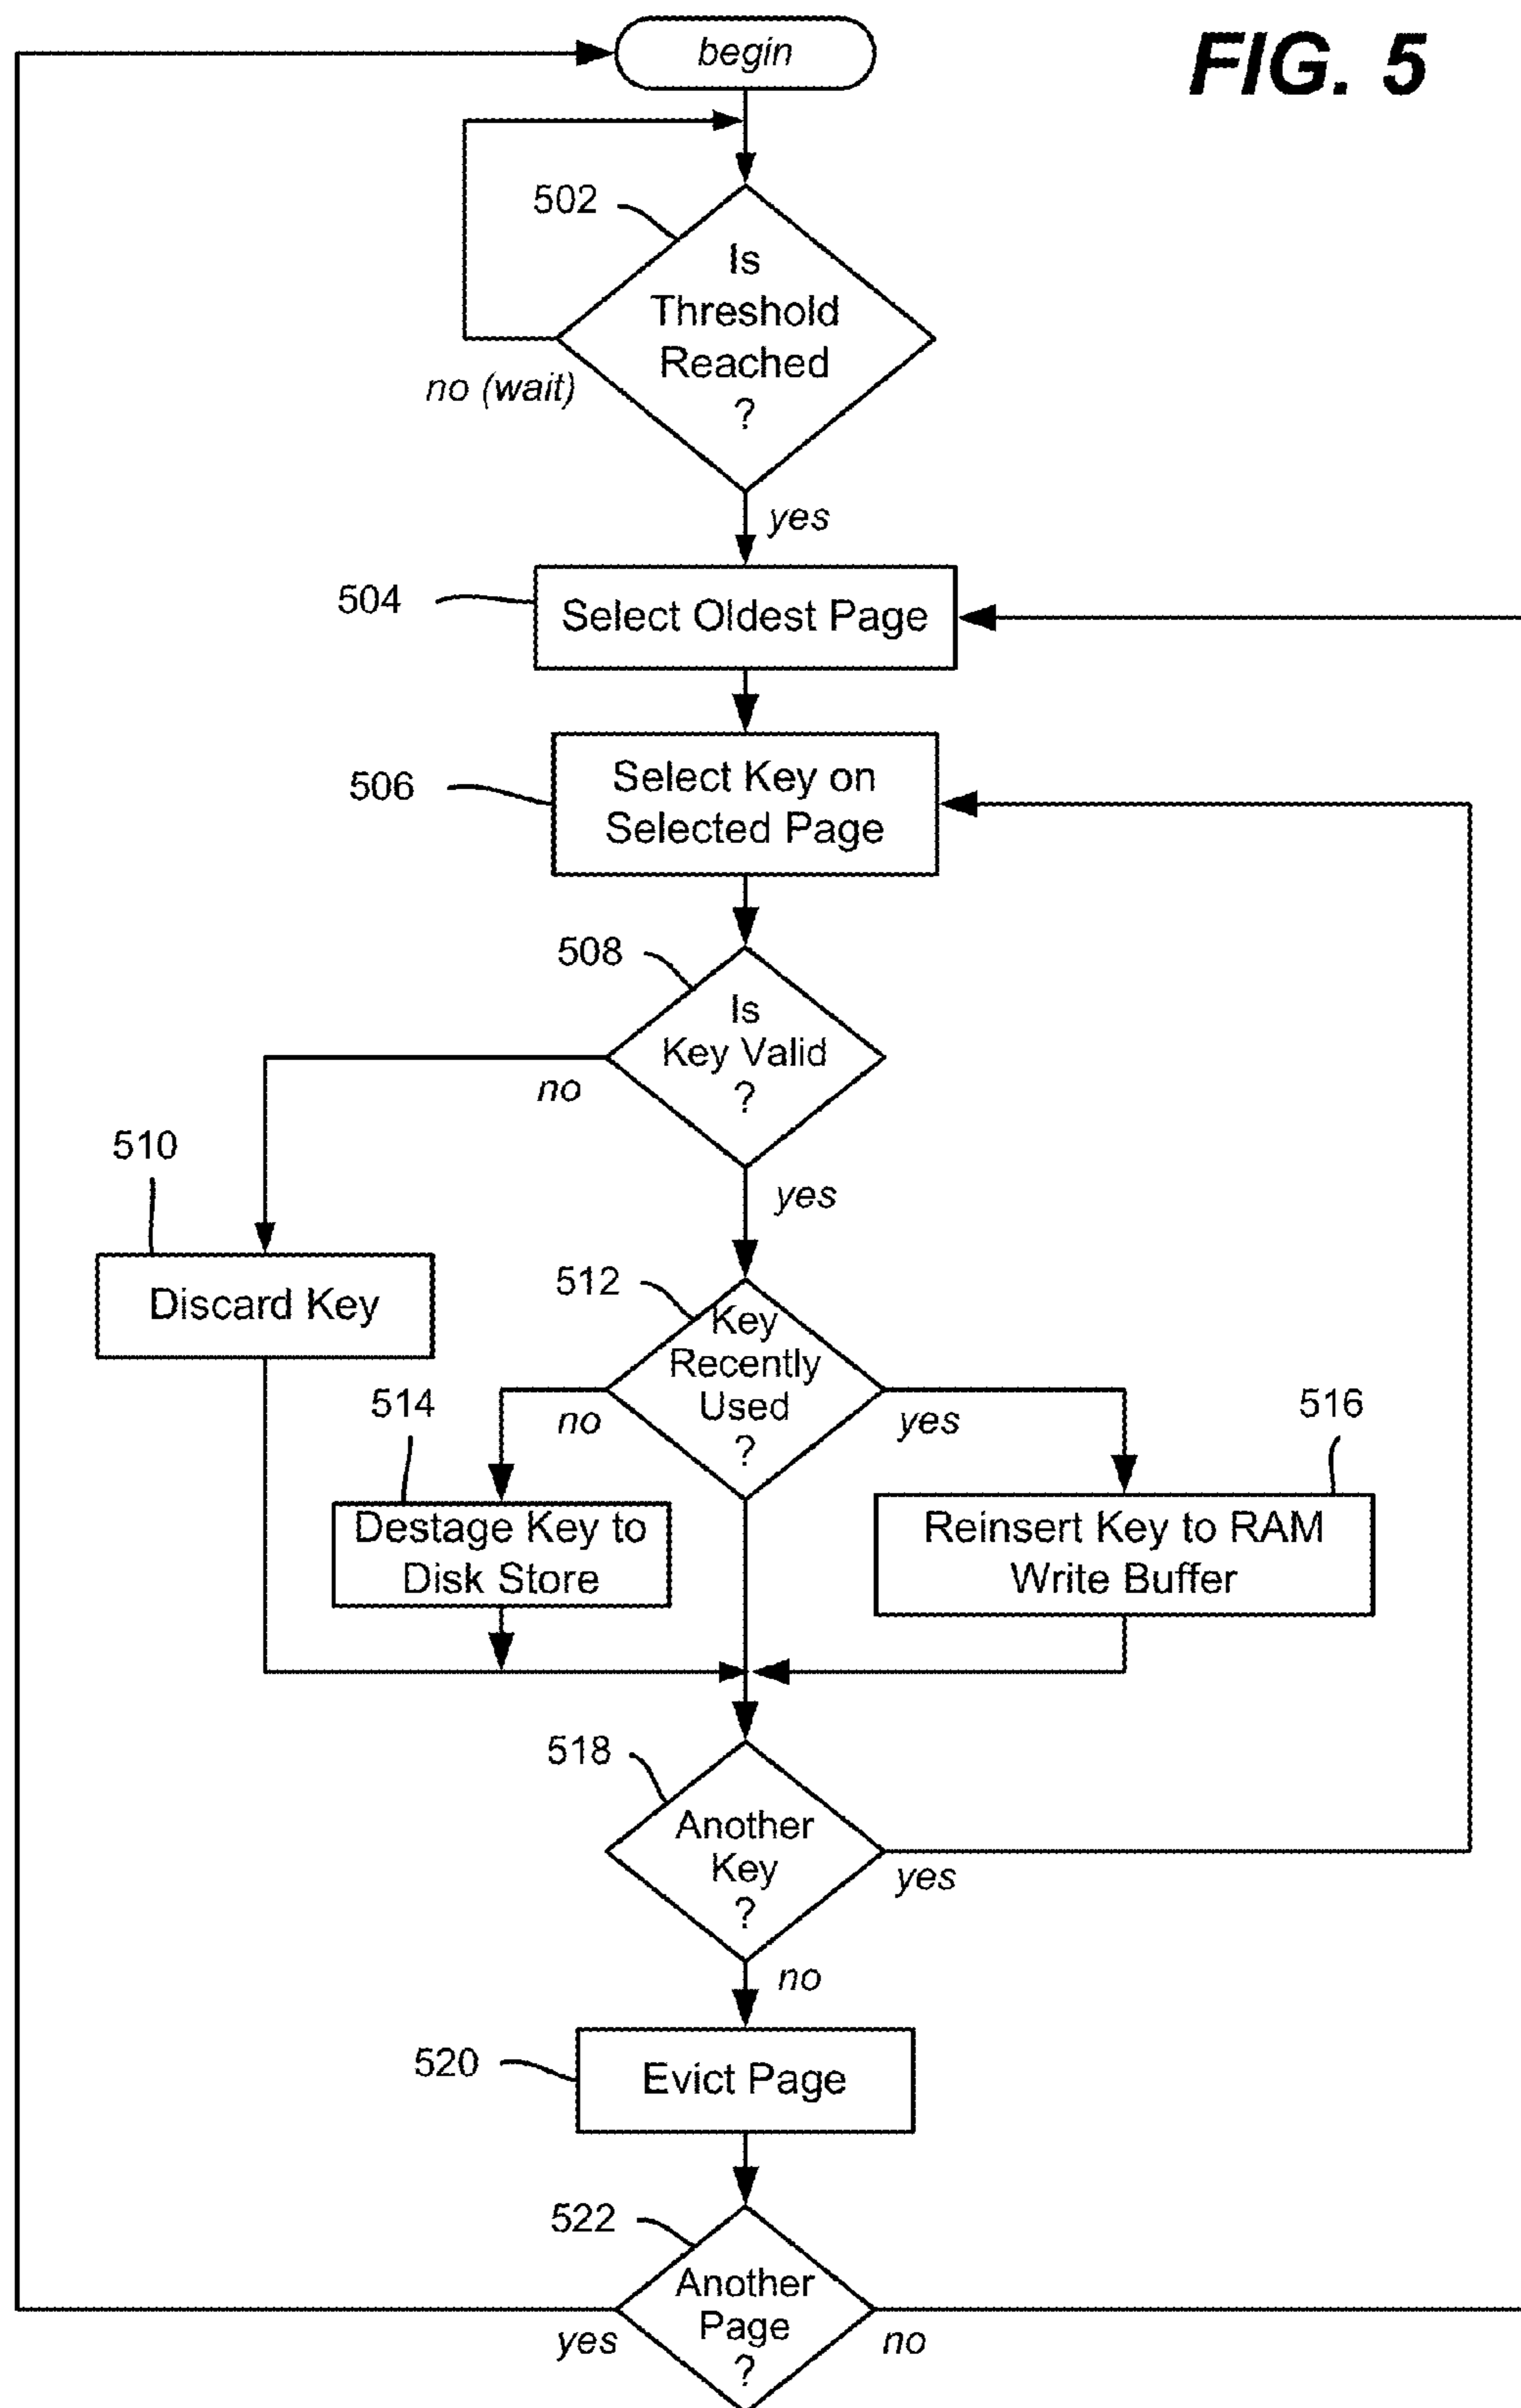 FIG. 5
begin
502
Is
Threshold
Reached
?
no (wait)
yes
504
Select Oldest Page
506
Select Key on
Selected Page
508
Is
Key Valid
?
no
yes
510
Discard Key
512
Key
Recently
Used
?
no
yes
514
Destage Key to
Disk Store
516
Reinsert Key to RAM
Write Buffer
518
Another
Key
?
yes
no
520
Evict Page
522
Another
Page
?
yes
no